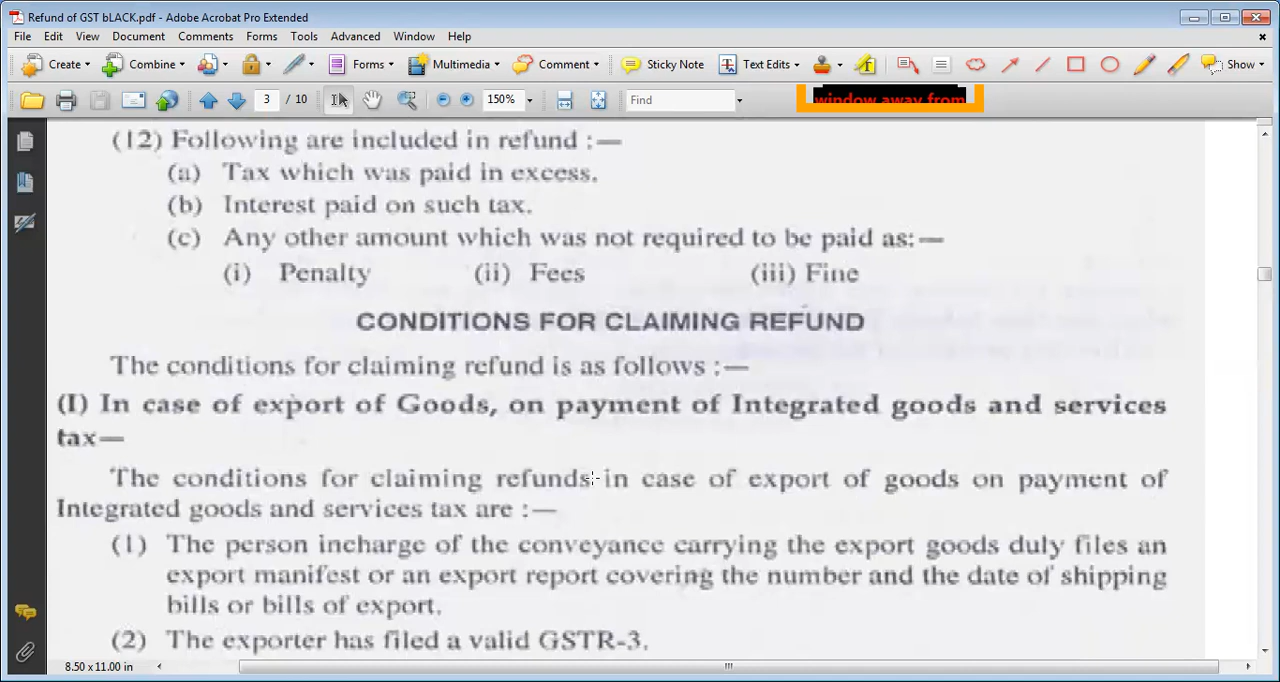 Refund of GST bLACK.pdf - Adobe Acrobat Pro Extended
File Edit View Document Comments Forms Tools Advanced Window Help
Create Combine Forms Multimedia Comment Sticky Note Text Edits Show
3 / 10 150% Find window away from
(12) Following are included in refund :—
(a) Tax which was paid in excess.
(b) Interest paid on such tax.
(c) Any other amount which was not required to be paid as:—
(i) Penalty (ii) Fees (iii) Fine
CONDITIONS FOR CLAIMING REFUND
The conditions for claiming refund is as follows :—
(I) In case of export of Goods, on payment of Integrated goods and services
tax—
The conditions for claiming refunds in case of export of goods on payment of
Integrated goods and services tax are :—
(1) The person incharge of the conveyance carrying the export goods duly files an
export manifest or an export report covering the number and the date of shipping
bills or bills of export.
(2) The exporter has filed a valid GSTR-3.
8.50 x 11.00 in